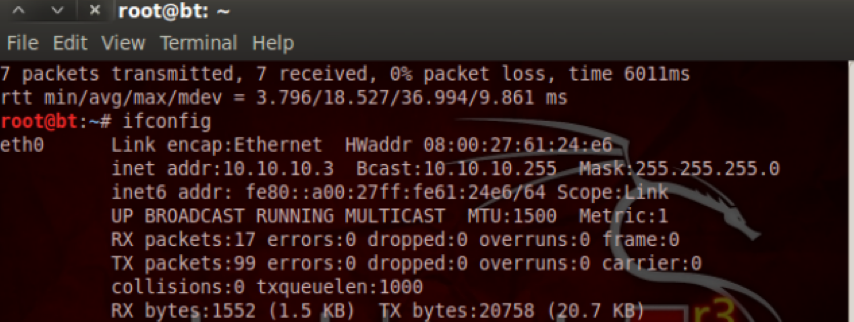 root@bt: ~
File Edit View Terminal Help
7 packets transmitted, 7 received, 0% packet loss, time 6011ms
rtt min/avg/max/mdev = 3.796/18.527/36.994/9.861 ms
root@bt:~# ifconfig
eth0      Link encap:Ethernet  HWaddr 08:00:27:61:24:e6
          inet addr:10.10.10.3  Bcast:10.10.10.255  Mask:255.255.255.0
          inet6 addr: fe80::a00:27ff:fe61:24e6/64 Scope:Link
          UP BROADCAST RUNNING MULTICAST  MTU:1500  Metric:1
          RX packets:17 errors:0 dropped:0 overruns:0 frame:0
          TX packets:99 errors:0 dropped:0 overruns:0 carrier:0
          collisions:0 txqueuelen:1000
          RX bytes:1552 (1.5 KB)  TX bytes:20758 (20.7 KB)
r3